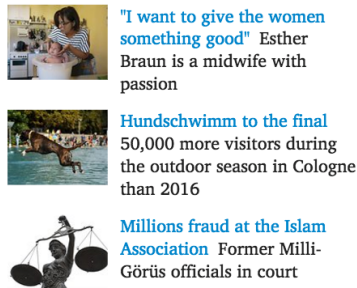 "I want to give the women
something good" Esther
Braun is a midwife with
passion
Hundschwimm to the final
50,000 more visitors during
the outdoor season in Cologne
than 2016
Millions fraud at the Islam
Association Former Milli-
Görüs officials in court